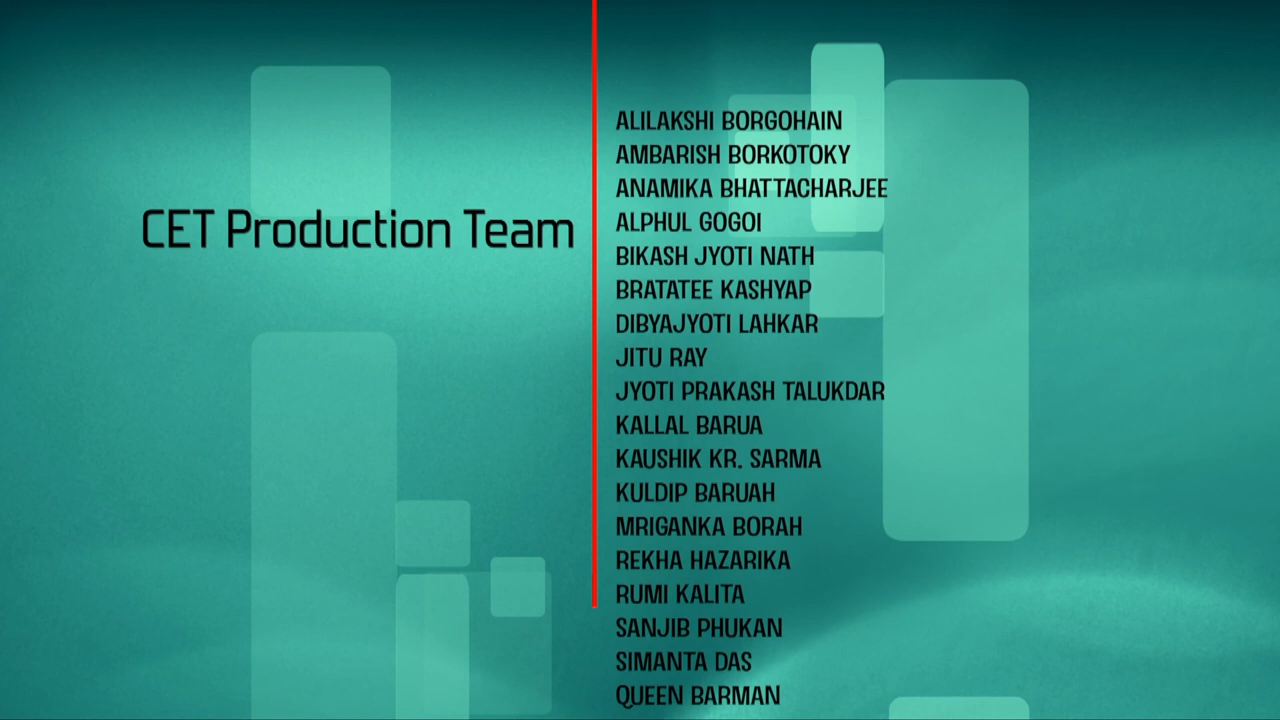 CET Production Team
ALILAKSHI BORGOHAIN
AMBARISH BORKOTOKY
ANAMIKA BHATTACHARJEE
ALPHUL GOGOI
BIKASH JYOTI NATH
BRATATEE KASHYAP
DIBYAJYOTI LAHKAR
JITU RAY
JYOTI PRAKASH TALUKDAR
KALLAL BARUA
KAUSHIK KR. SARMA
KULDIP BARUAH
MRIGANKA BORAH
REKHA HAZARIKA
RUMI KALITA
SANJIB PHUKAN
SIMANTA DAS
QUEEN BARMAN